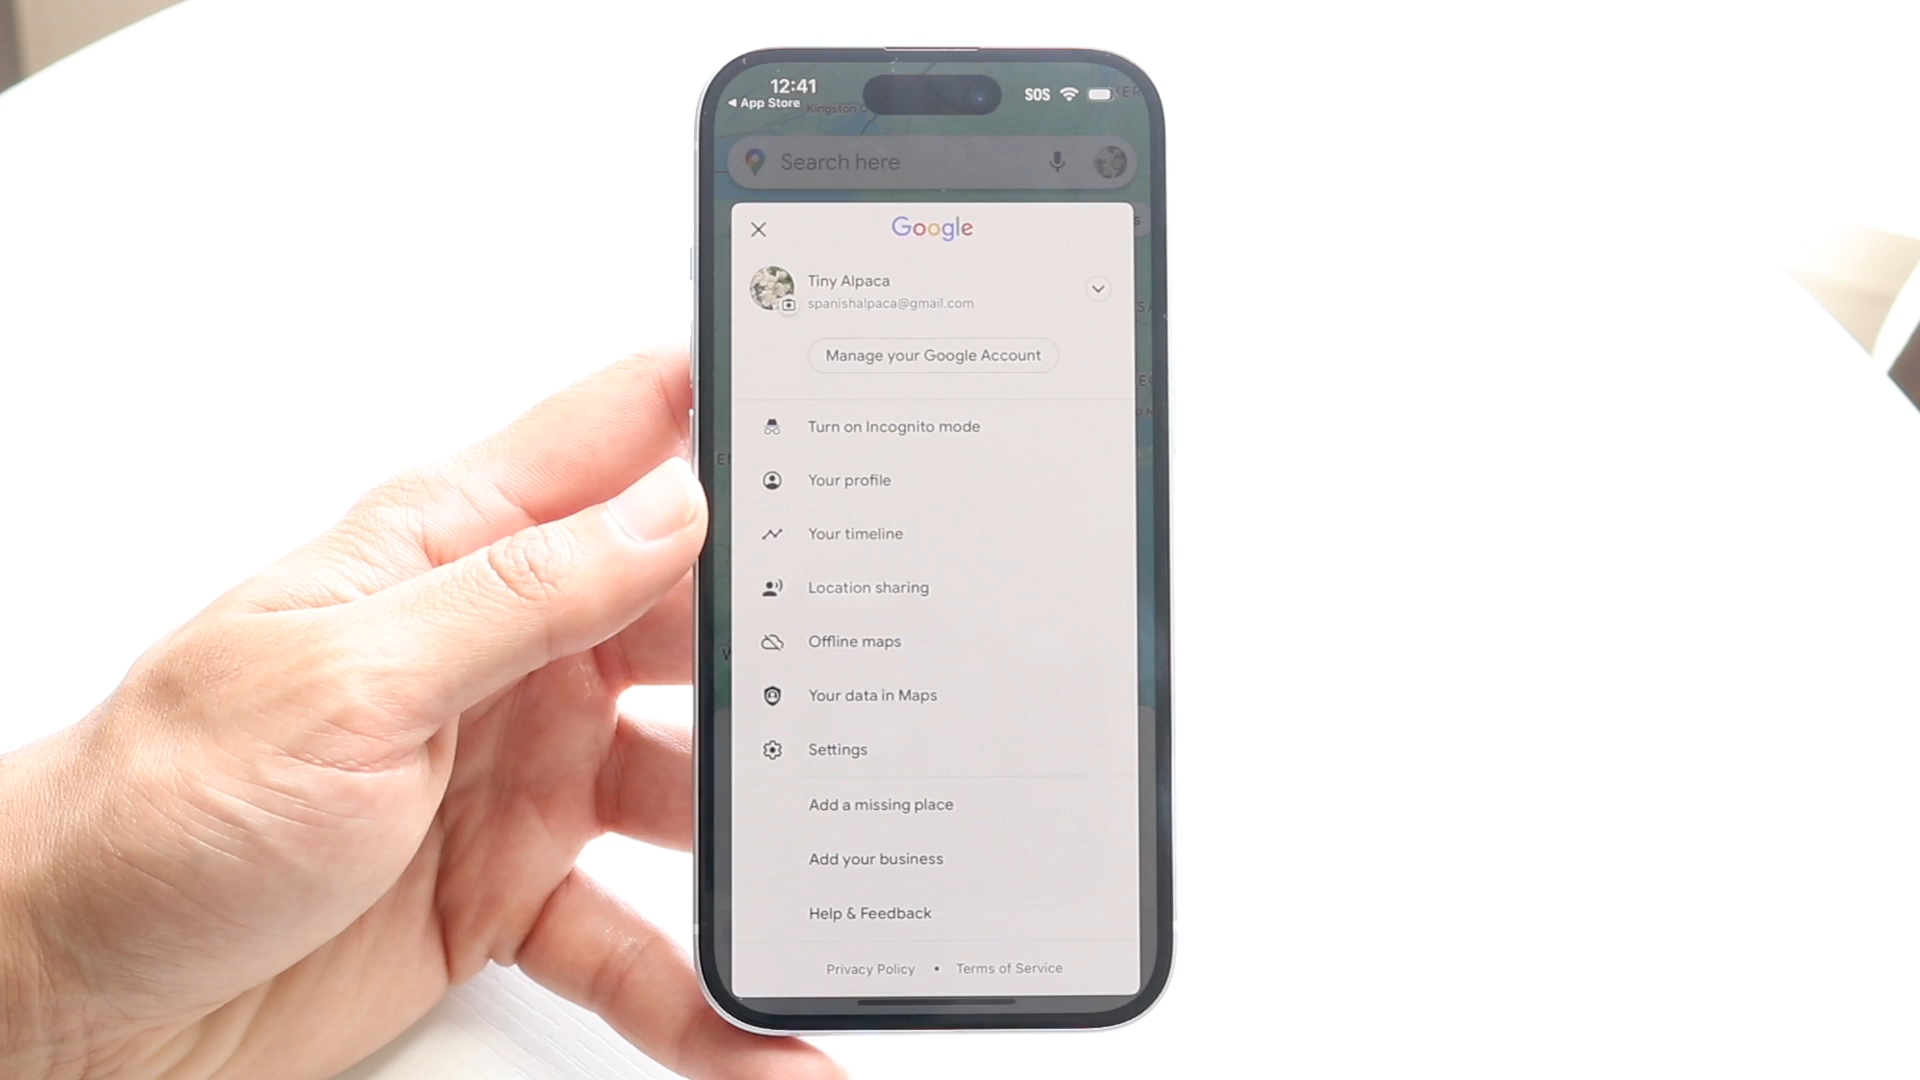 12:41
SOS
◀ App Store
Kingston
Search here
Google
Tiny Alpaca
spanishalpaca@gmail.com
Manage your Google Account
Turn on Incognito mode
Your profile
Your timeline
Location sharing
Offline maps
Your data in Maps
Settings
Add a missing place
Add your business
Help & Feedback
Privacy Policy • Terms of Service